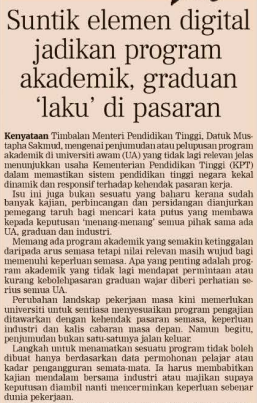 Suntik elemen digital
jadikan program
akademik, graduan
‘laku’ di pasaran
Kenyataan Timbalan Menteri Pendidikan Tinggi, Datuk Mus-
tapha Sakmud, mengenai penjumudan atau pelupusan program
akademik di universiti awam (UA) yang tidak lagi relevan jelas
menunjukkan usaha Kementerian Pendidikan Tinggi (KPT)
dalam memastikan sistem pendidikan tinggi negara kekal
dinamik dan responsif terhadap kehendak pasaran kerja.
Isu ini juga bukan sesuatu yang baharu kerana sudah
banyak kajian, perbincangan dan persidangan dianjurkan
pemegang taruh bagi mencari kata putus yang membawa
kepada keputusan ‘menang-menang’ semua pihak sama ada
UA, graduan dan industri.
Memang ada program akademik yang semakin ketinggalan
daripada arus semasa tetapi nilai relevan masih wujud bagi
memenuhi keperluan semasa. Apa yang penting adalah prog-
ram akademik yang tidak lagi mendapat permintaan atau
kurang kebolehpasaran graduan wajar diberi perhatian se-
rius semua UA.
Perubahan landskap pekerjaan masa kini memerlukan
universiti untuk sentiasa menyesuaikan program pengajian
ditawarkan dengan kehendak pasaran semasa, keperluan
industri dan kalis cabaran masa depan. Namun begitu,
penjumudan bukan satu-satunya jalan keluar.
Langkah untuk menamatkan sesuatu program tidak boleh
dibuat hanya berdasarkan data permohonan pelajar atau
kadar pengangguran semata-mata. Ia harus membabitkan
kajian mendalam bersama industri atau majikan supaya
keputusan diambil nanti mencerminkan keperluan sebenar
dunia pekerjaan.